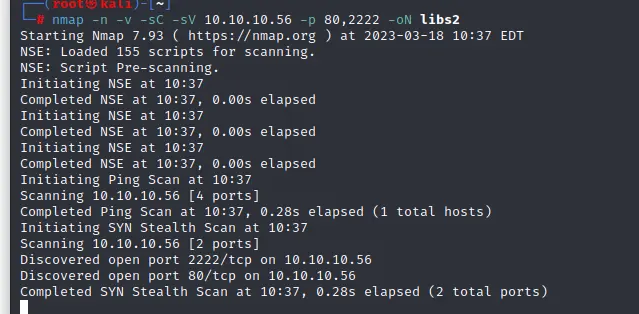 ┌──(root㉿kali)-[~]
└─# nmap -n -v -sC -sV 10.10.10.56 -p 80,2222 -oN libs2
Starting Nmap 7.93 ( https://nmap.org ) at 2023-03-18 10:37 EDT
NSE: Loaded 155 scripts for scanning.
NSE: Script Pre-scanning.
Initiating NSE at 10:37
Completed NSE at 10:37, 0.00s elapsed
Initiating NSE at 10:37
Completed NSE at 10:37, 0.00s elapsed
Initiating NSE at 10:37
Completed NSE at 10:37, 0.00s elapsed
Initiating Ping Scan at 10:37
Scanning 10.10.10.56 [4 ports]
Completed Ping Scan at 10:37, 0.28s elapsed (1 total hosts)
Initiating SYN Stealth Scan at 10:37
Scanning 10.10.10.56 [2 ports]
Discovered open port 2222/tcp on 10.10.10.56
Discovered open port 80/tcp on 10.10.10.56
Completed SYN Stealth Scan at 10:37, 0.28s elapsed (2 total ports)